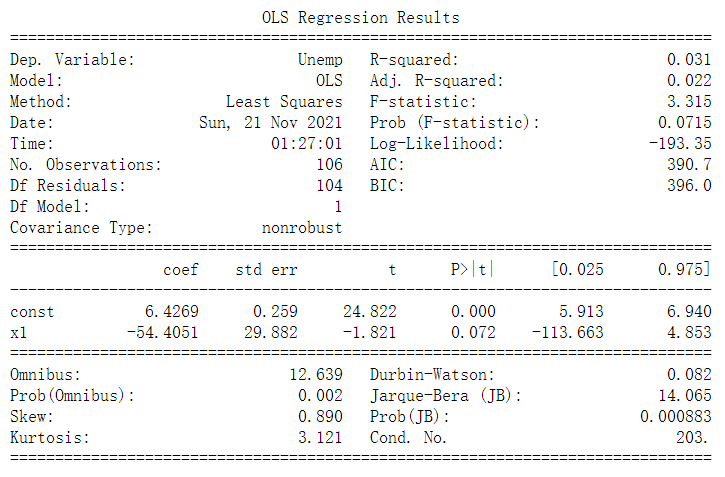 OLS Regression Results
==============================================================================
Dep. Variable: Unemp R-squared: 0.031
Model: OLS Adj. R-squared: 0.022
Method: Least Squares F-statistic: 3.315
Date: Sun, 21 Nov 2021 Prob (F-statistic): 0.0715
Time: 01:27:01 Log-Likelihood: -193.35
No. Observations: 106 AIC: 390.7
Df Residuals: 104 BIC: 396.0
Df Model: 1
Covariance Type: nonrobust
==============================================================================
coef std err t P>|t| [0.025 0.975]
------------------------------------------------------------------------------
const 6.4269 0.259 24.822 0.000 5.913 6.940
x1 -54.4051 29.882 -1.821 0.072 -113.663 4.853
==============================================================================
Omnibus: 12.639 Durbin-Watson: 0.082
Prob(Omnibus): 0.002 Jarque-Bera (JB): 14.065
Skew: 0.890 Prob(JB): 0.000883
Kurtosis: 3.121 Cond. No. 203.
==============================================================================